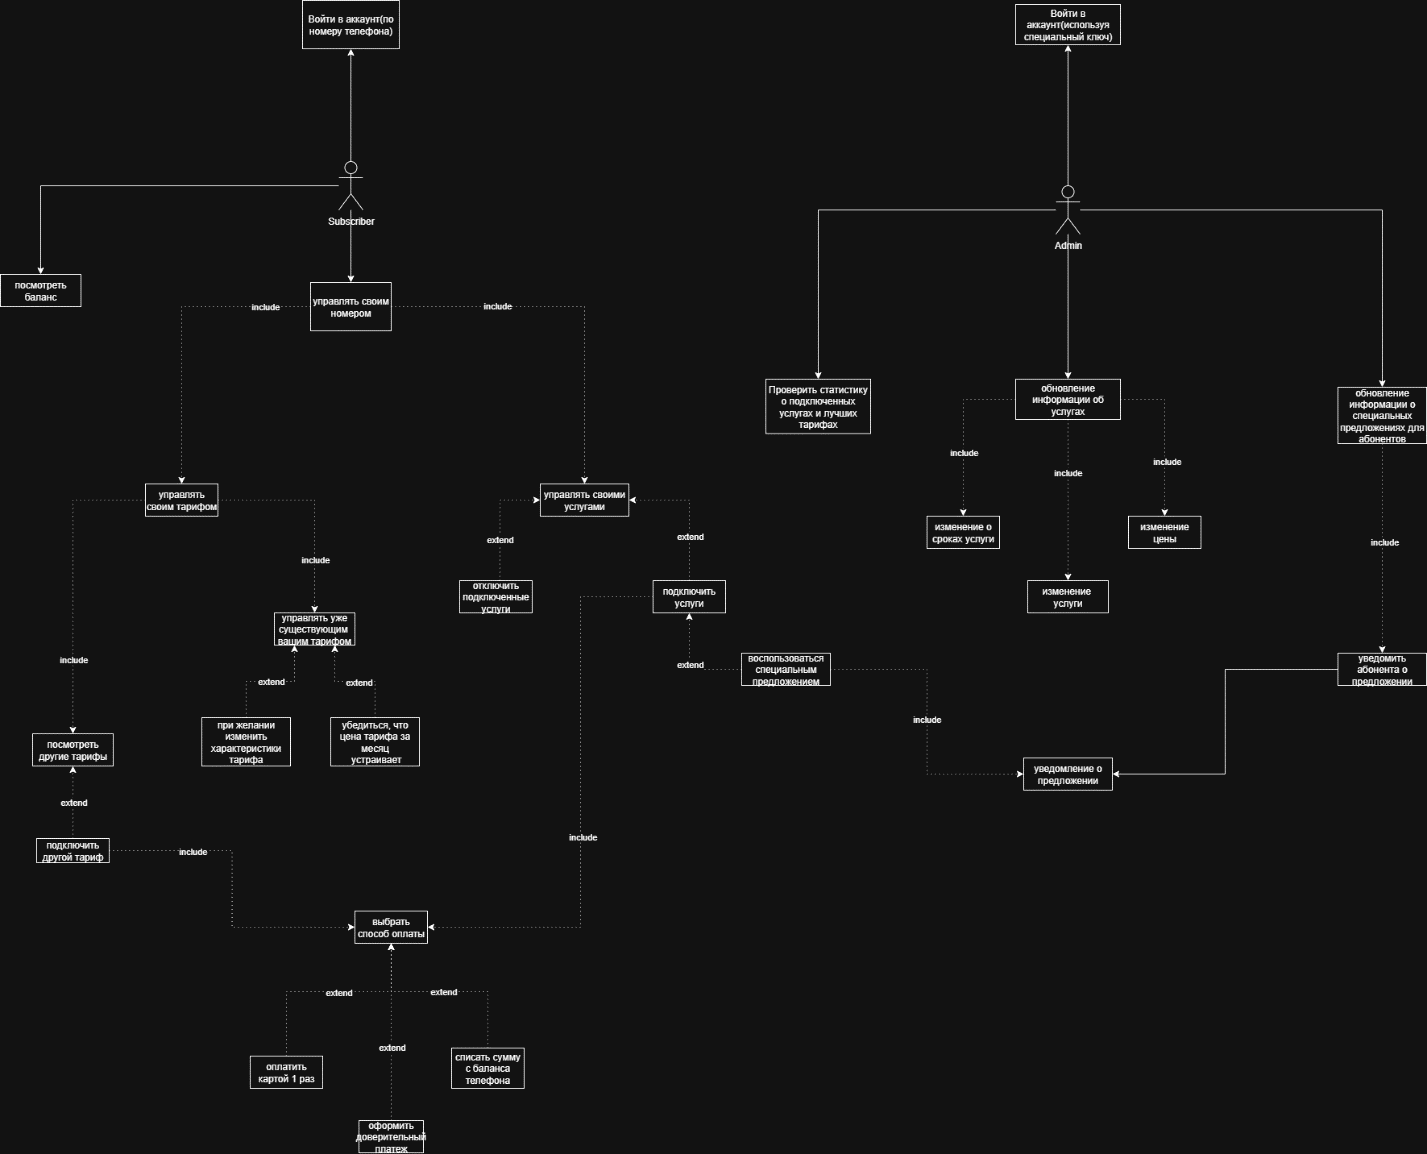 Войти в аккаунт(по
номеру телефона)
Войти в
аккаунт(используя
специальный ключ)
Subscriber
Admin
посмотреть
баланс
управлять своим
номером
include
include
Проверить статистику
о подключенных
услугах и лучших
тарифах
обновление
информации об
услугах
обновление
информации о
специальных
предложениях для
абонентов
include
include
include
управлять
своим тарифом
управлять своими
услугами
изменение о
сроках услуги
изменение
цены
extend
extend
include
include
отключить
подключенные
услуги
подключить
услуги
изменение
услуги
управлять уже
существующим
вашим тарифом
include
extend
воспользоваться
специальным
предложением
уведомить
абонента о
предложении
extend
extend
при желании
изменить
характеристики
тарифа
убедиться, что
цена тарифа за
месяц
устраивает
include
посмотреть
другие тарифы
уведомление о
предложении
extend
include
подключить
другой тариф
include
выбрать
способ оплаты
extend
extend
extend
оплатить
картой 1 раз
списать сумму
с баланса
телефона
оформить
доверительный
платеж